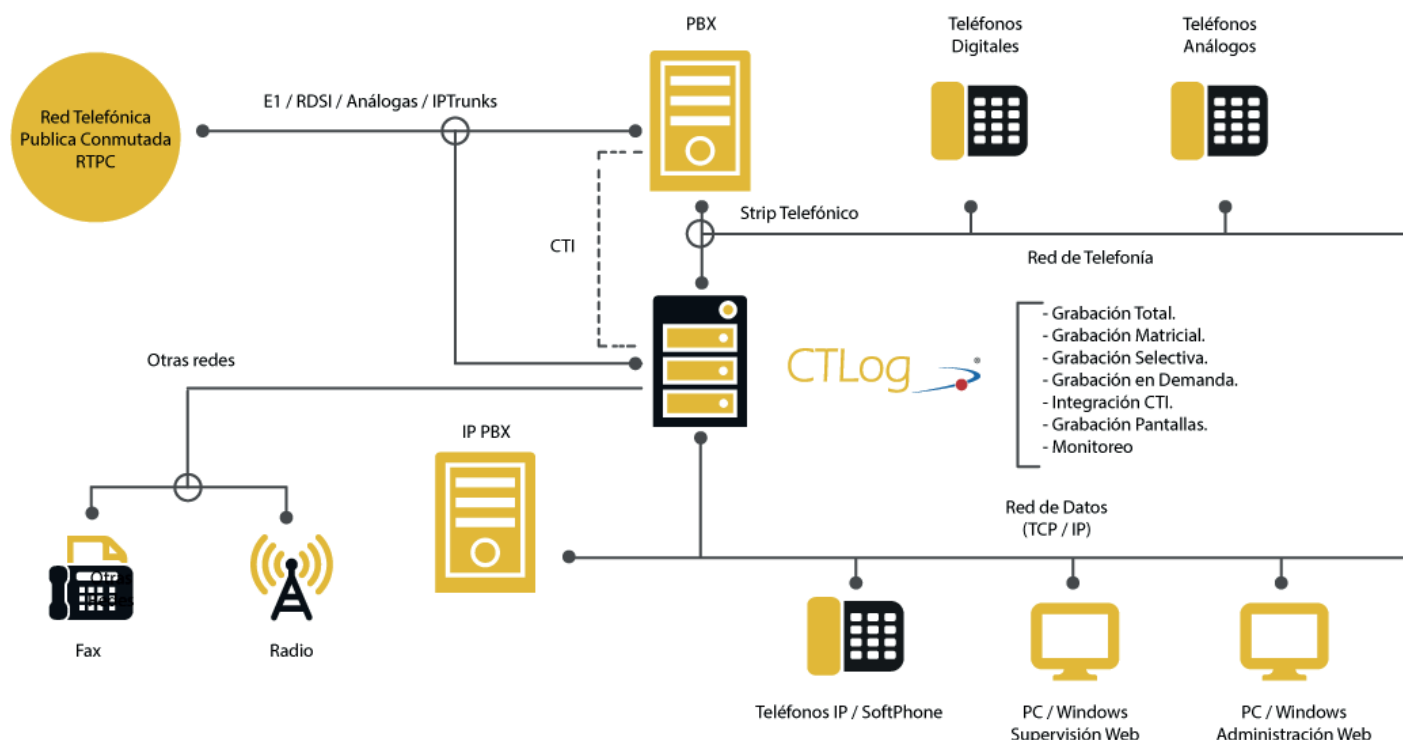 PBX
Teléfonos
Digitales
Teléfonos
Análogos
E1 / RDSI / Análogas / IPTrunks
Red Telefónica
Publica Conmutada
RTPC
Strip Telefónico
CTI
Red de Telefonía
Otras redes
CTLog
- Grabación Total.
- Grabación Matricial.
- Grabación Selectiva.
- Grabación en Demanda.
- Integración CTI.
- Grabación Pantallas.
- Monitoreo
IP PBX
Red de Datos
(TCP / IP)
Otras
Redes
Fax
Radio
Teléfonos IP / SoftPhone
PC / Windows
Supervisión Web
PC / Windows
Administración Web